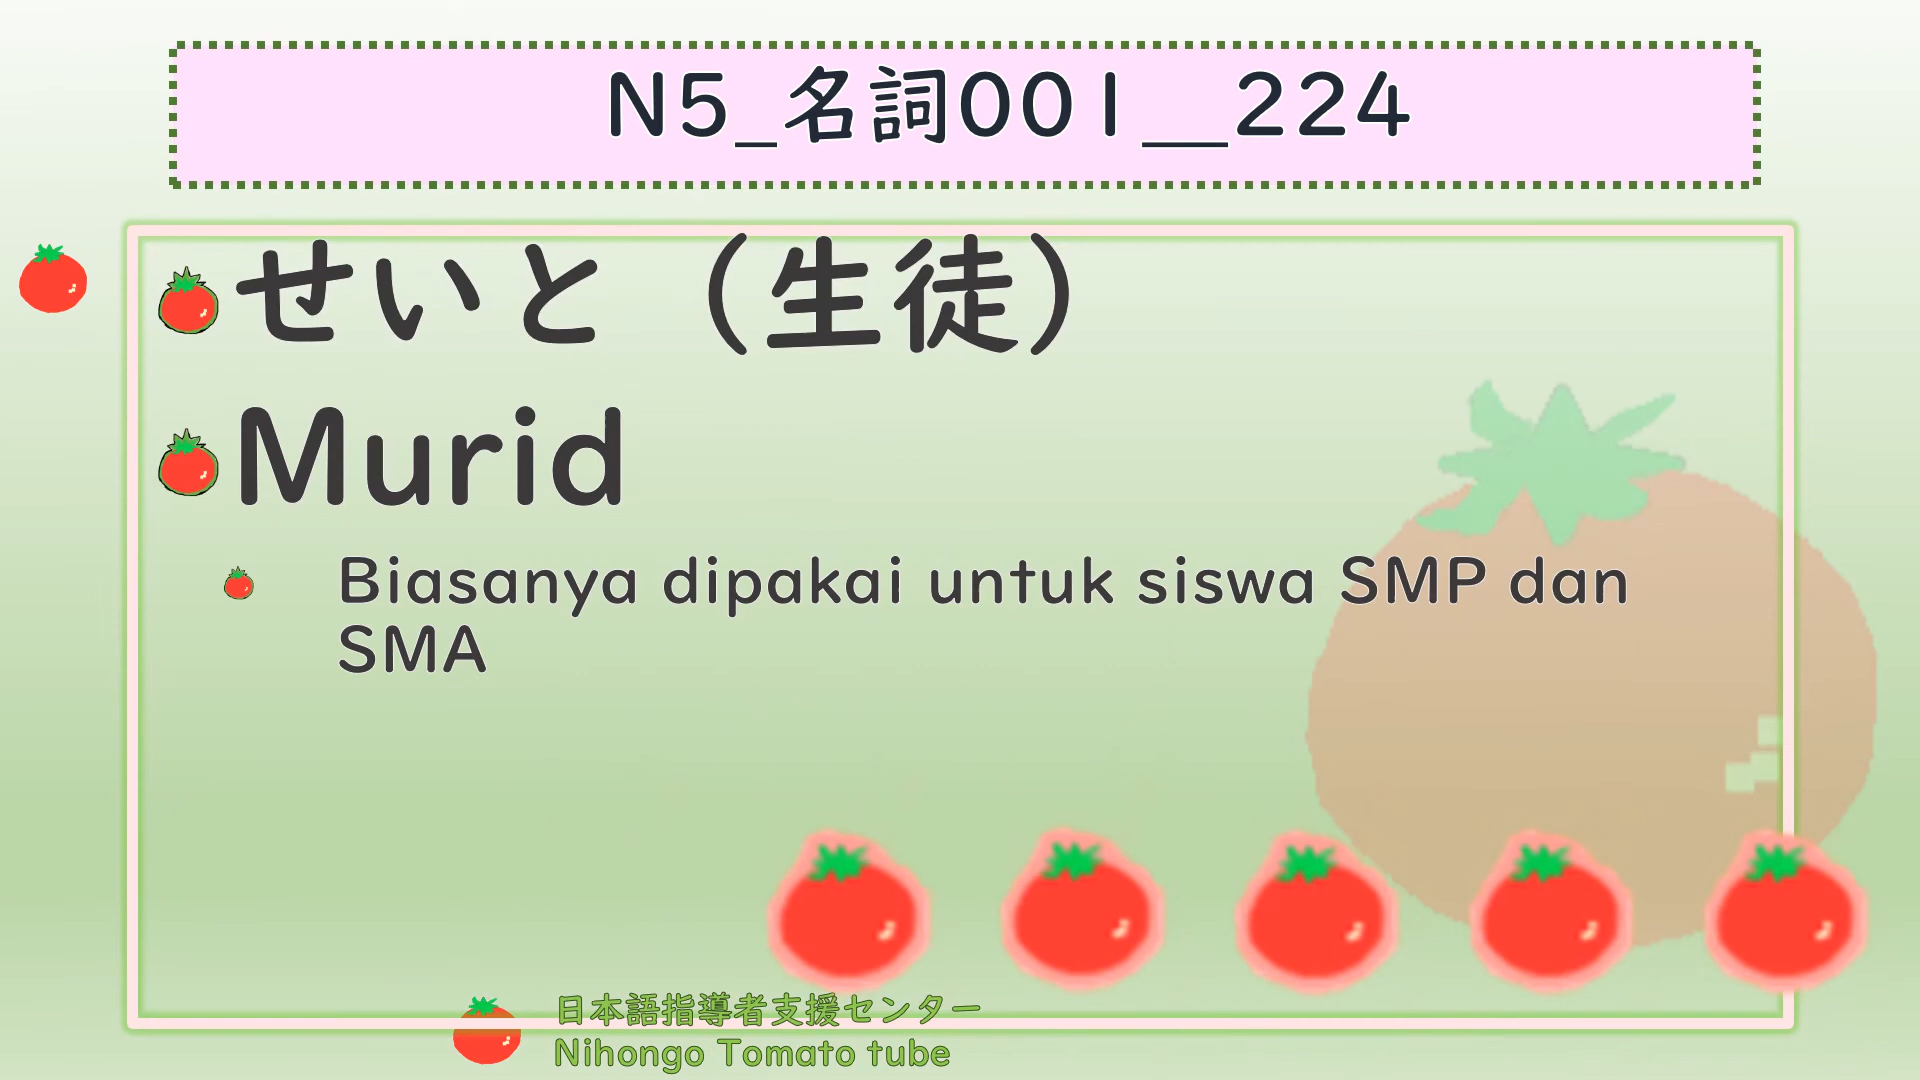 N5_名詞001__224
せいと（生徒）
Murid
Biasanya dipakai untuk siswa SMP dan
SMA
日本語指導者支援センター
Nihongo Tomato tube